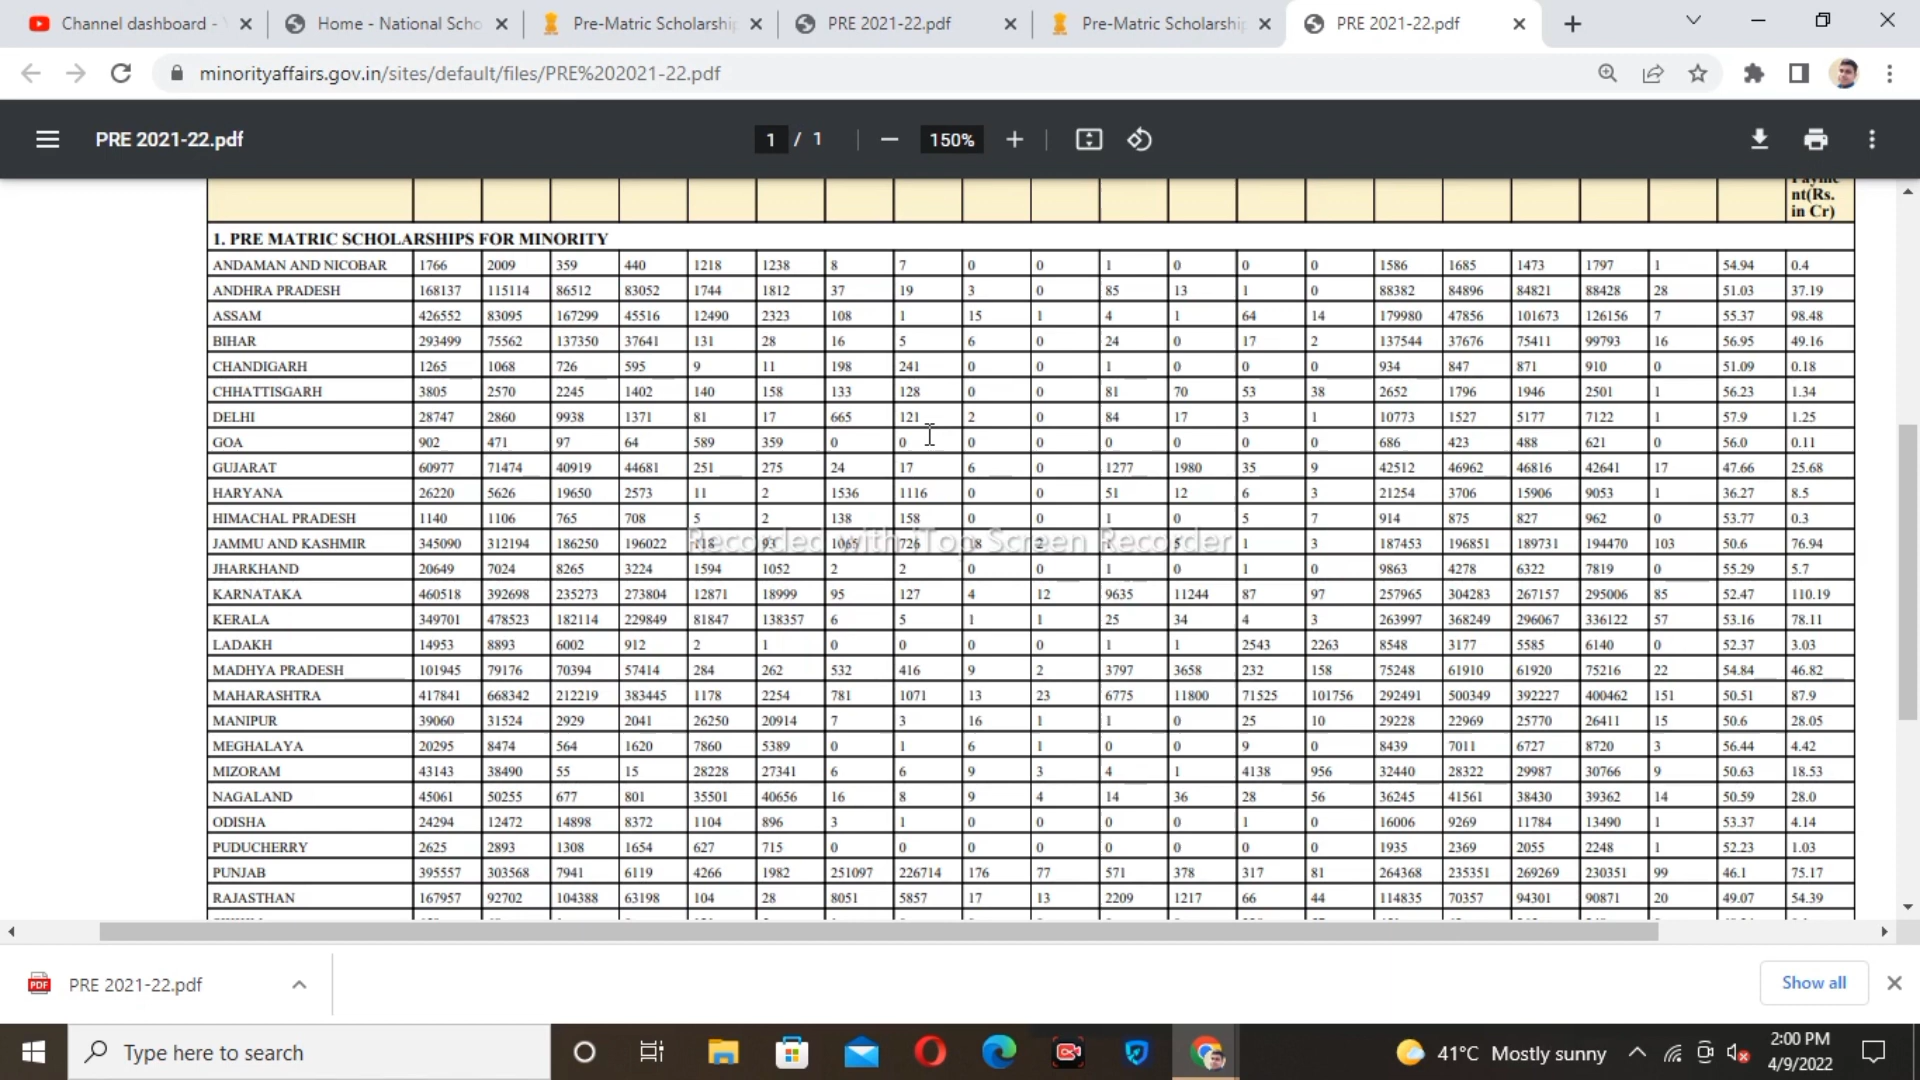 Channel dashboard -
Home - National Scho
Pre-Matric Scholarship
PRE 2021-22.pdf
Pre-Matric Scholarship
PRE 2021-22.pdf
minorityaffairs.gov.in/sites/default/files/PRE%202021-22.pdf
PRE 2021-22.pdf
1 / 1
150%
Payme
nt(Rs.
in Cr)
1. PRE MATRIC SCHOLARSHIPS FOR MINORITY
ANDAMAN AND NICOBAR 1766 2009 359 440 1218 1238 8 7 0 0 1 0 0 0 1586 1685 1473 1797 1 54.94 0.4
ANDHRA PRADESH 168137 115114 86512 83052 1744 1812 37 19 3 0 85 13 1 0 88382 84896 84821 88428 28 51.03 37.19
ASSAM 426552 83095 167299 45516 12490 2323 108 1 15 1 4 1 64 14 179980 47856 101673 126156 7 55.37 98.48
BIHAR 293499 75562 137350 37641 131 28 16 5 6 0 24 0 17 2 137544 37676 75411 99793 16 56.95 49.16
CHANDIGARH 1265 1068 726 595 9 11 198 241 0 0 1 0 0 0 934 847 871 910 0 51.09 0.18
CHHATTISGARH 3805 2570 2245 1402 140 158 133 128 0 0 81 70 53 38 2652 1796 1946 2501 1 56.23 1.34
DELHI 28747 2860 9938 1371 81 17 665 121 2 0 84 17 3 1 10773 1527 5177 7122 1 57.9 1.25
GOA 902 471 97 64 589 359 0 0 0 0 0 0 0 0 686 423 488 621 0 56.0 0.11
GUJARAT 60977 71474 40919 44681 251 275 24 17 6 0 1277 1980 35 9 42512 46962 46816 42641 17 47.66 25.68
HARYANA 26220 5626 19650 2573 11 2 1536 1116 0 0 51 12 6 3 21254 3706 15906 9053 1 36.27 8.5
HIMACHAL PRADESH 1140 1106 765 708 5 2 138 158 0 0 1 0 5 7 914 875 827 962 0 53.77 0.3
Recorded with iTop Screen Recorder
JAMMU AND KASHMIR 345090 312194 186250 196022 118 93 1065 726 18 2 5 1 3 187453 196851 189731 194470 103 50.6 76.94
JHARKHAND 20649 7024 8265 3224 1594 1052 2 2 0 0 1 0 1 0 9863 4278 6322 7819 0 55.29 5.7
KARNATAKA 460518 392698 235273 273804 12871 18999 95 127 4 12 9635 11244 87 97 257965 304283 267157 295006 85 52.47 110.19
KERALA 349701 478523 182114 229849 81847 138357 6 5 1 1 25 34 4 3 263997 368249 296067 336122 57 53.16 78.11
LADAKH 14953 8893 6002 912 2 1 0 0 0 0 1 1 2543 2263 8548 3177 5585 6140 0 52.37 3.03
MADHYA PRADESH 101945 79176 70394 57414 284 262 532 416 9 2 3797 3658 232 158 75248 61910 61920 75216 22 54.84 46.82
MAHARASHTRA 417841 668342 212219 383445 1178 2254 781 1071 13 23 6775 11800 71525 101756 292491 500349 392227 400462 151 50.51 87.9
MANIPUR 39060 31524 2929 2041 26250 20914 7 3 16 1 1 0 25 10 29228 22969 25770 26411 15 50.6 28.05
MEGHALAYA 20295 8474 564 1620 7860 5389 0 1 6 1 0 0 9 0 8439 7011 6727 8720 3 56.44 4.42
MIZORAM 43143 38490 55 15 28228 27341 6 6 9 3 4 1 4138 956 32440 28322 29987 30766 9 50.63 18.53
NAGALAND 45061 50255 677 801 35501 40656 16 8 9 4 14 36 28 56 36245 41561 38430 39362 14 50.59 28.0
ODISHA 24294 12472 14898 8372 1104 896 3 1 0 0 0 0 1 0 16006 9269 11784 13490 1 53.37 4.14
PUDUCHERRY 2625 2893 1308 1654 627 715 0 0 0 0 0 0 0 0 1935 2369 2055 2248 1 52.23 1.03
PUNJAB 395557 303568 7941 6119 4266 1982 251097 226714 176 77 571 378 317 81 264368 235351 269269 230351 99 46.1 75.17
RAJASTHAN 167957 92702 104388 63198 104 28 8051 5857 17 13 2209 1217 66 44 114835 70357 94301 90871 20 49.07 54.39
PDF
PRE 2021-22.pdf
Show all
Type here to search
41°C Mostly sunny
2:00 PM
4/9/2022